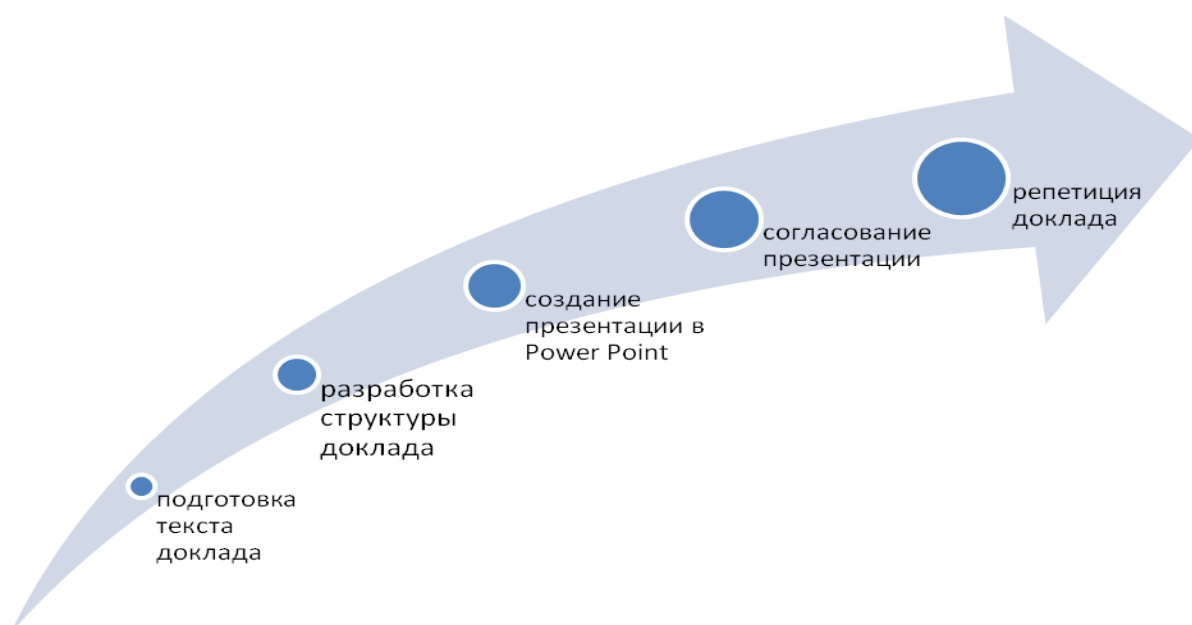 подготовка
текста
доклада
разработка
структуры
доклада
создание
презентации в
Power Point
согласование
презентации
репетиция
доклада